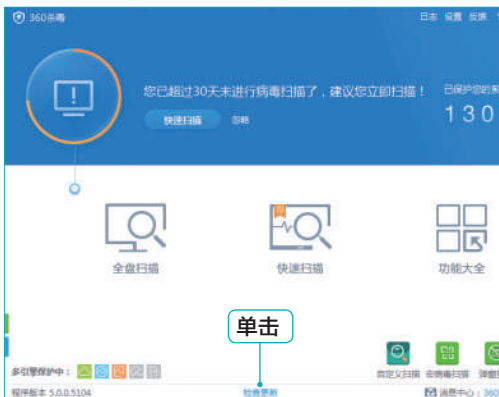 360杀毒
日志 设置 反馈
您已超过30天未进行病毒扫描了，建议您立即扫描！
已保护您的系
快速扫描 忽略
130
全盘扫描
快速扫描
功能大全
单击
多引擎保护中：
自定义扫描 宏病毒扫描 弹窗
程序版本 5.0.0.5104
检查更新
消息中心：360